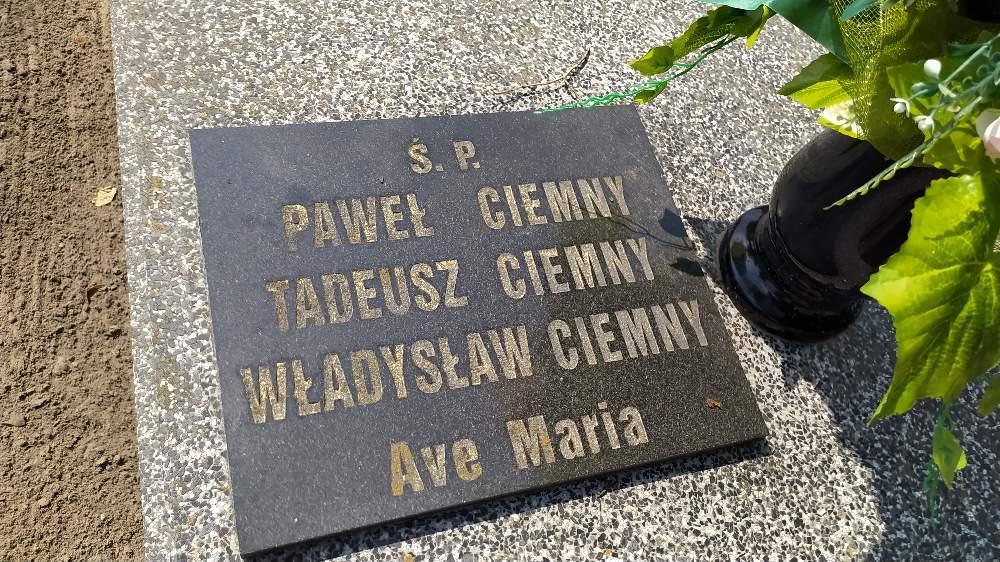 Ś. P.
PAWEŁ CIEMNY
TADEUSZ CIEMNY
WŁADYSŁAW CIEMNY
Ave Maria